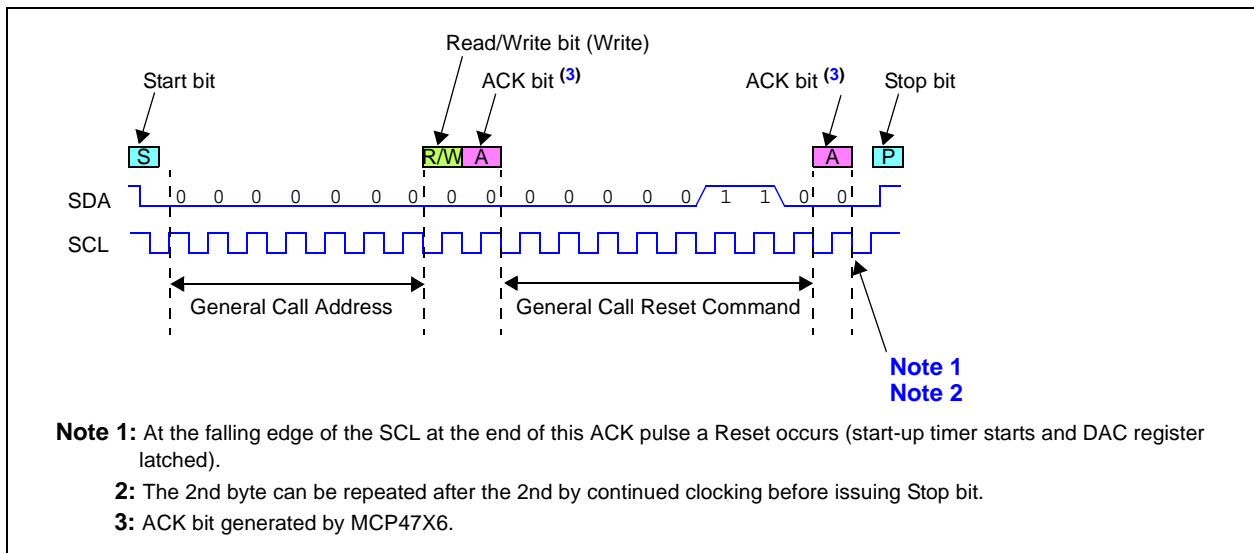 Read/Write bit (Write)
Start bit
ACK bit (3)
ACK bit (3)
Stop bit
S
R/W
A
A
P
SDA
0 0 0 0 0 0 0 0 0 0 0 0 0 0 1 1 0 0
SCL
General Call Address
General Call Reset Command
Note 1
Note 2
Note 1: At the falling edge of the SCL at the end of this ACK pulse a Reset occurs (start-up timer starts and DAC register
latched).
2: The 2nd byte can be repeated after the 2nd by continued clocking before issuing Stop bit.
3: ACK bit generated by MCP47X6.